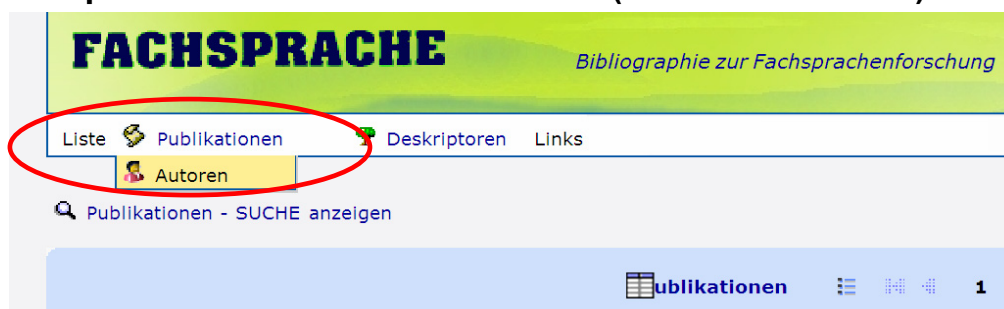 FACHSPRACHE
Bibliographie zur Fachsprachenforschung
Liste Publikationen Deskriptoren Links
Autoren
Publikationen - SUCHE anzeigen
ublikationen 1